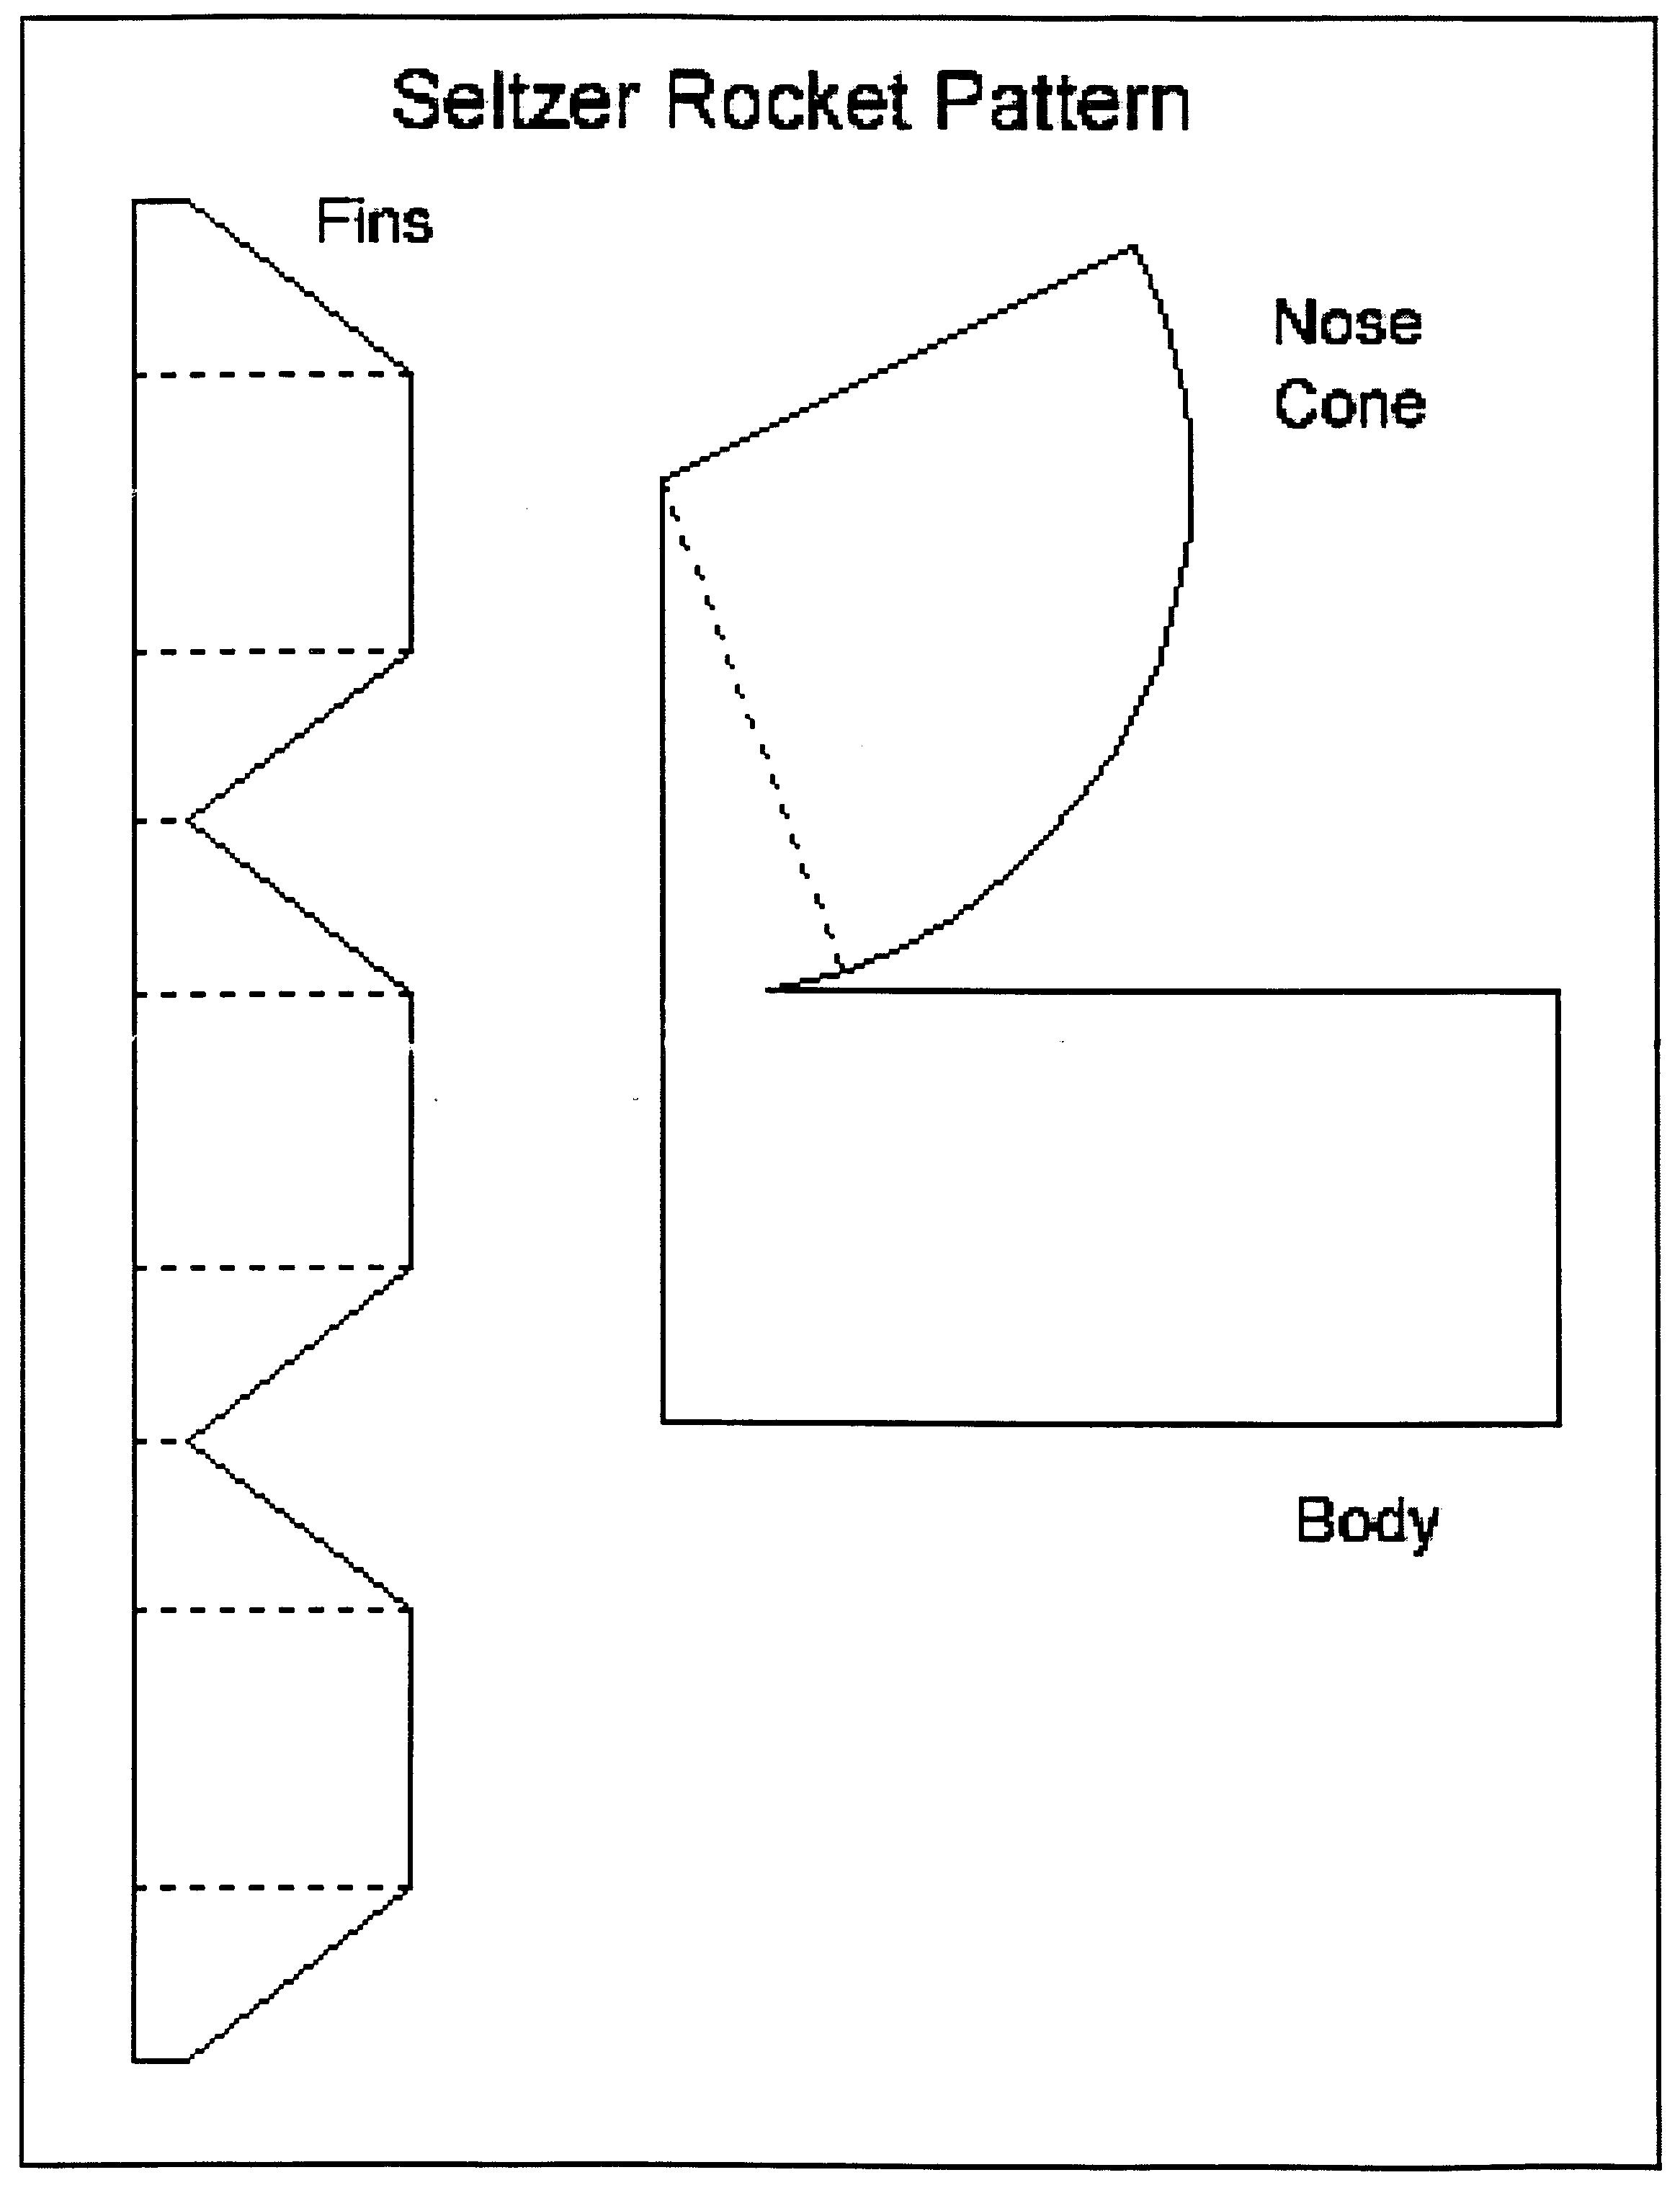 Seltzer Rocket Pattern
Fins
Nose
Cone
Body